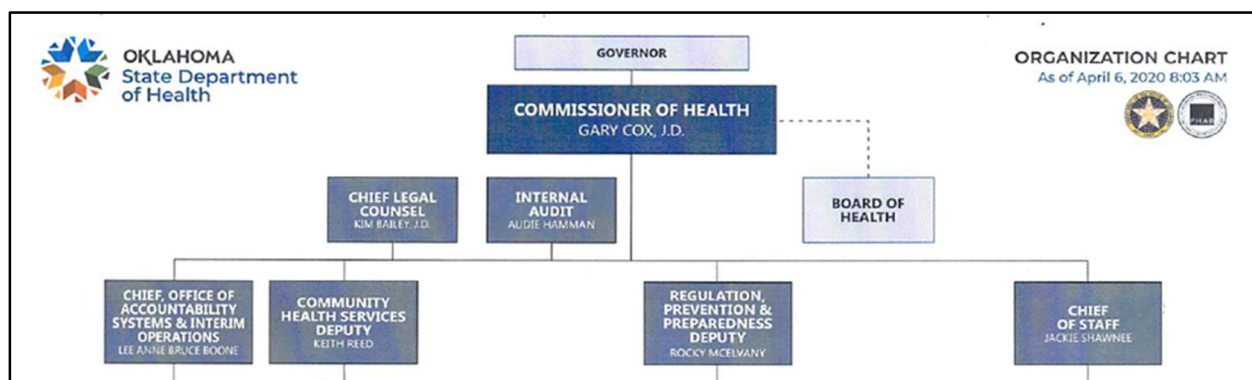 OKLAHOMA
State Department
of Health
GOVERNOR
ORGANIZATION CHART
As of April 6, 2020 8:03 AM
COMMISSIONER OF HEALTH
GARY COX, J.D.
PHAB
CHIEF LEGAL
COUNSEL
KIM BAILEY, J.D.
INTERNAL
AUDIT
AUDIE HAMMAN
BOARD OF
HEALTH
CHIEF, OFFICE OF
ACCOUNTABILITY
SYSTEMS & INTERIM
OPERATIONS
LEE ANNE BRUCE BOONE
COMMUNITY
HEALTH SERVICES
DEPUTY
KEITH REED
REGULATION,
PREVENTION &
PREPAREDNESS
DEPUTY
ROCKY MCELVANY
CHIEF
OF STAFF
JACKIE SHAWNEE